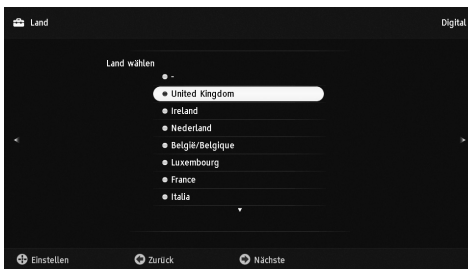 Land
Digital
Land wählen
-
United Kingdom
Ireland
Nederland
België/Belgique
Luxembourg
France
Italia
Einstellen
Zurück
Nächste